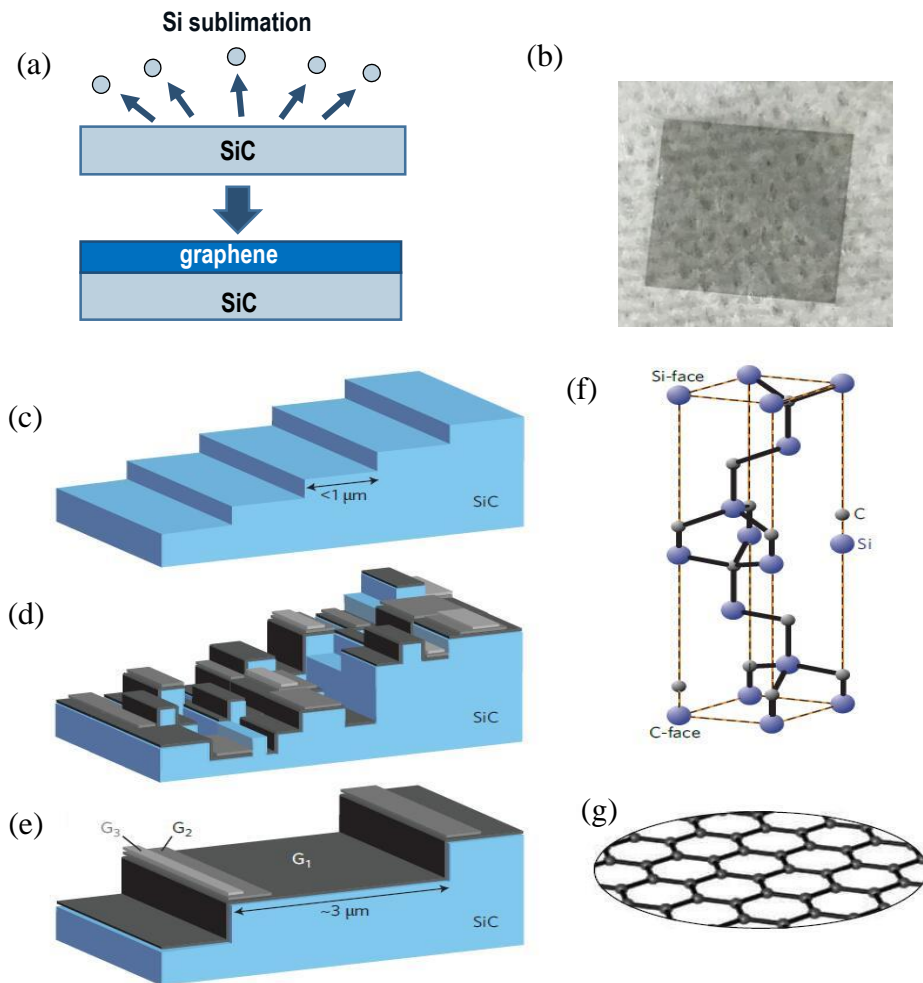 Si sublimation
(a)
(b)
SiC
graphene
SiC
(c)
<1 μm
SiC
(f)
Si-face
C
Si
C-face
(d)
SiC
(e)
G3
G2
G1
~3 μm
SiC
(g)